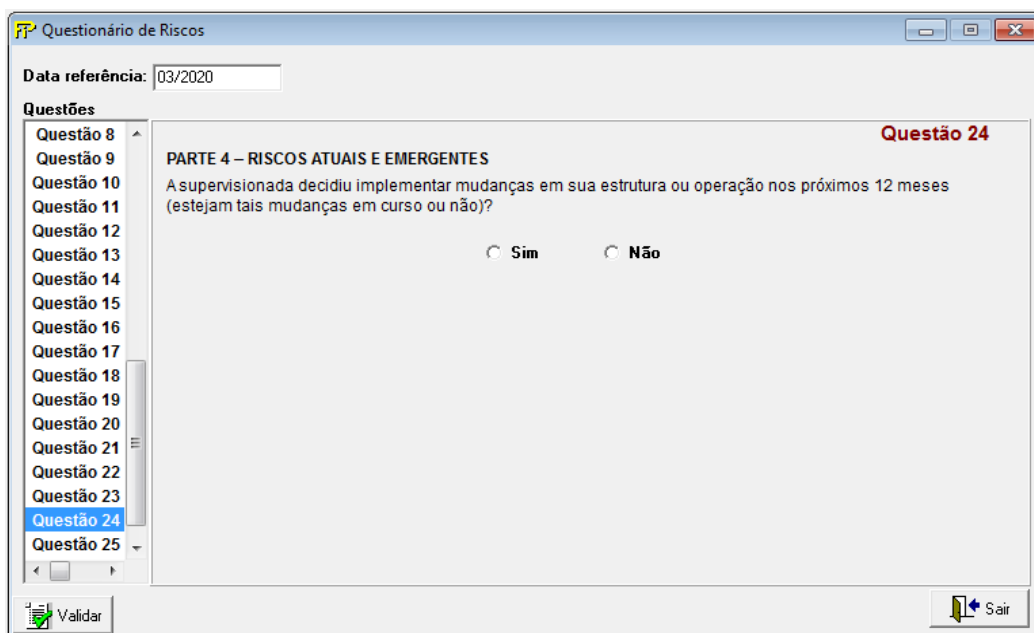 Questionário de Riscos
Data referência: 03/2020
Questões
Questão 8
Questão 9
Questão 10
Questão 11
Questão 12
Questão 13
Questão 14
Questão 15
Questão 16
Questão 17
Questão 18
Questão 19
Questão 20
Questão 21
Questão 22
Questão 23
Questão 24
Questão 25
Questão 24
PARTE 4 – RISCOS ATUAIS E EMERGENTES
A supervisionada decidiu implementar mudanças em sua estrutura ou operação nos próximos 12 meses
(estejam tais mudanças em curso ou não)?
Sim Não
Validar
Sair